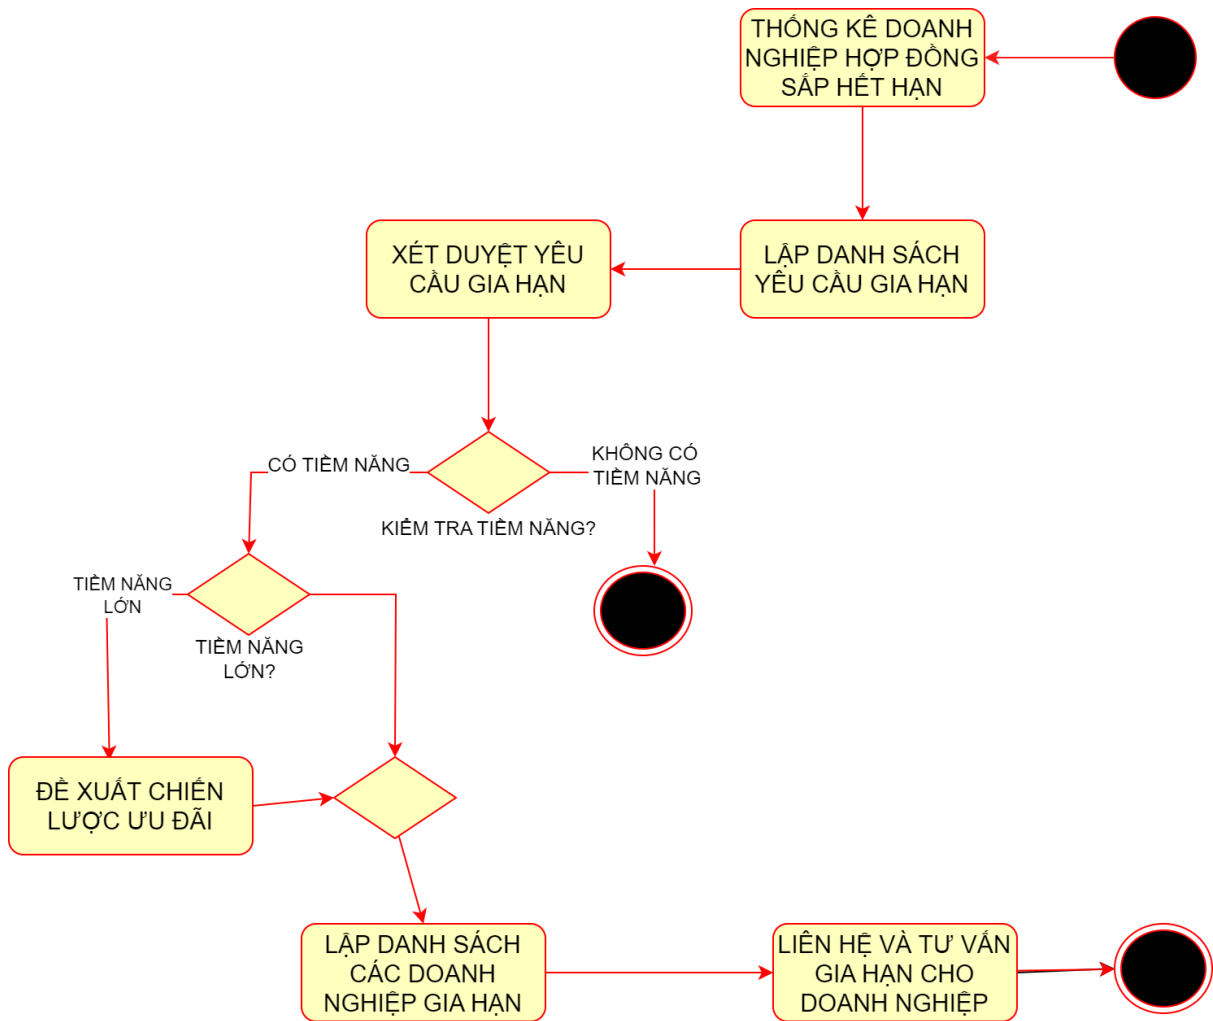 THỐNG KÊ DOANH
NGHIỆP HỢP ĐỒNG
SẮP HẾT HẠN
LẬP DANH SÁCH
YÊU CẦU GIA HẠN
XÉT DUYỆT YÊU
CẦU GIA HẠN
KIỂM TRA TIỀM NĂNG?
CÓ TIỀM NĂNG
KHÔNG CÓ
TIỀM NĂNG
TIỀM NĂNG
LỚN?
TIỀM NĂNG
LỚN
ĐỀ XUẤT CHIẾN
LƯỢC ƯU ĐÃI
LẬP DANH SÁCH
CÁC DOANH
NGHIỆP GIA HẠN
LIÊN HỆ VÀ TƯ VẤN
GIA HẠN CHO
DOANH NGHIỆP